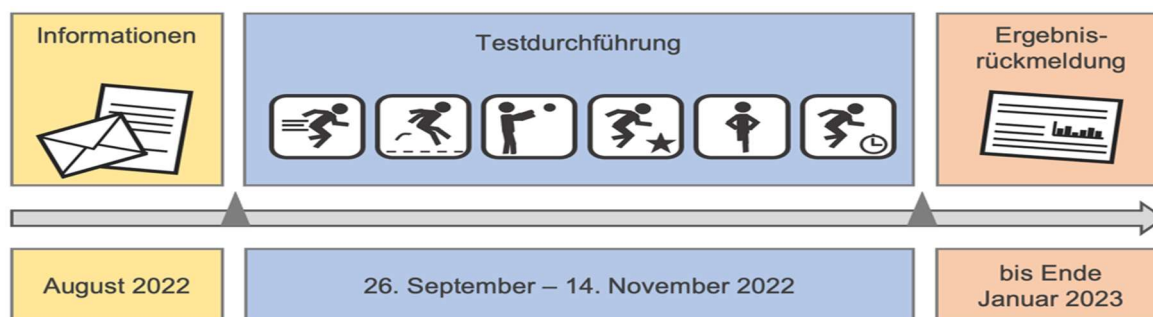 Informationen
Testdurchführung
Ergebnis-
rückmeldung
August 2022
26. September – 14. November 2022
bis Ende
Januar 2023